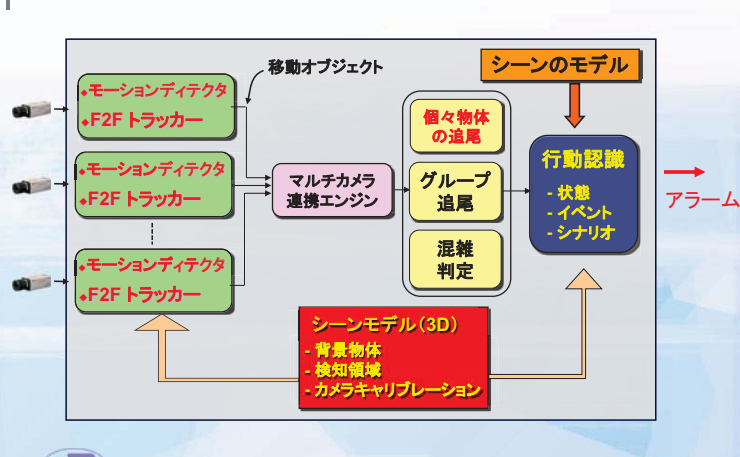 移動オブジェクト
シーンのモデル
◆モーションディテクタ
◆F2F トラッカー
◆モーションディテクタ
◆F2F トラッカー
◆モーションディテクタ
◆F2F トラッカー
マルチカメラ
連携エンジン
個々物体
の追尾
グループ
追尾
混雑
判定
行動認識
- 状態
- イベント
- シナリオ
アラーム
シーンモデル(3D)
- 背景物体
- 検知領域
- カメラキャリブレーション